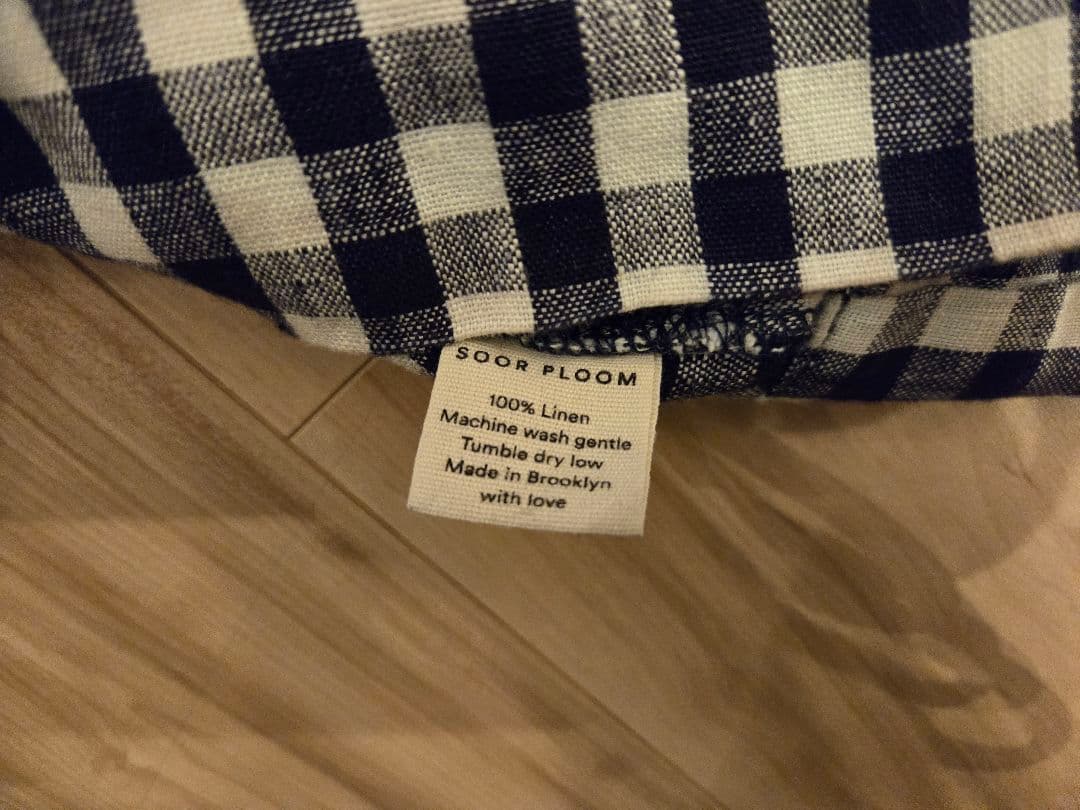 SOOR PLOOM
100% Linen
Machine wash gentle
Tumble dry low
Made in Brooklyn
with love